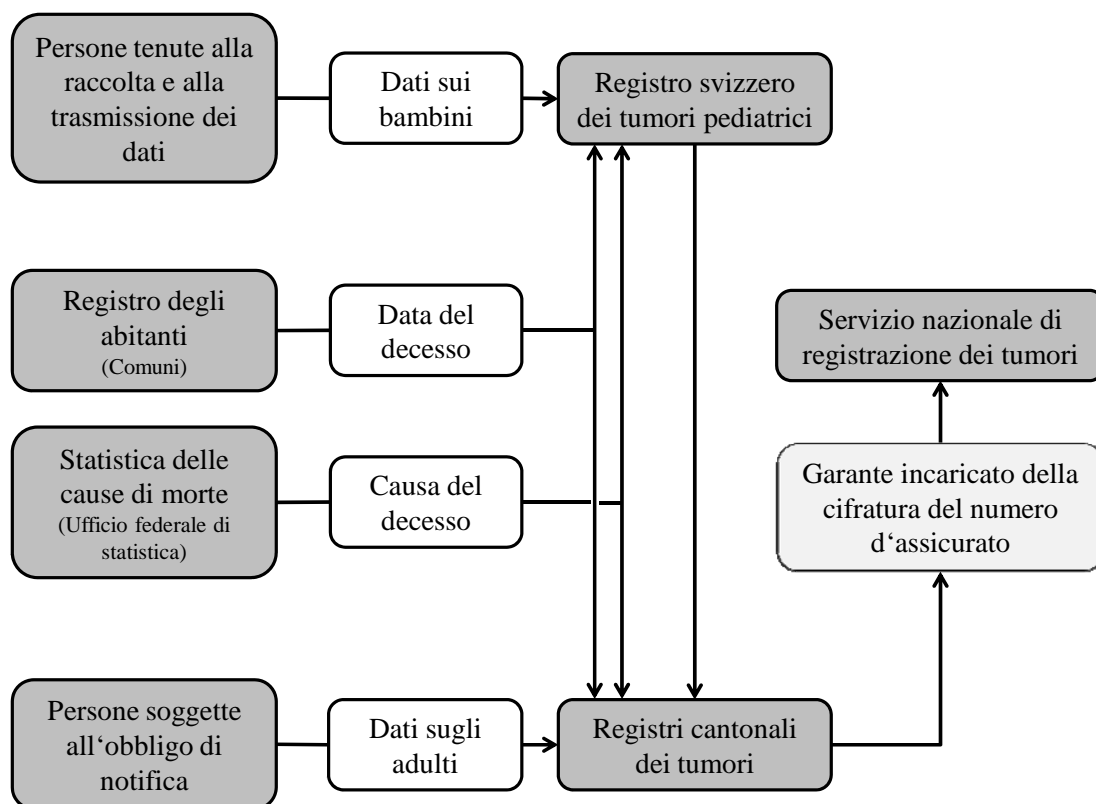 Persone tenute alla
raccolta e alla
trasmissione dei
dati
Dati sui
bambini
Registro svizzero
dei tumori pediatrici
Registro degli
abitanti
(Comuni)
Data del
decesso
Servizio nazionale di
registrazione dei tumori
Statistica delle
cause di morte
(Ufficio federale di
statistica)
Causa del
decesso
Garante incaricato della
cifratura del numero
d‘assicurato
Persone soggette
all‘obbligo di
notifica
Dati sugli
adulti
Registri cantonali
dei tumori